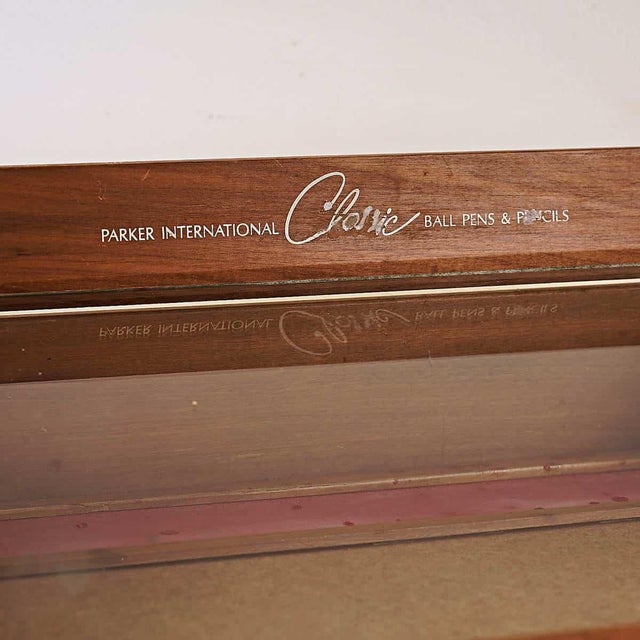 PARKER INTERNATIONAL Classic BALL PENS & PENCILS